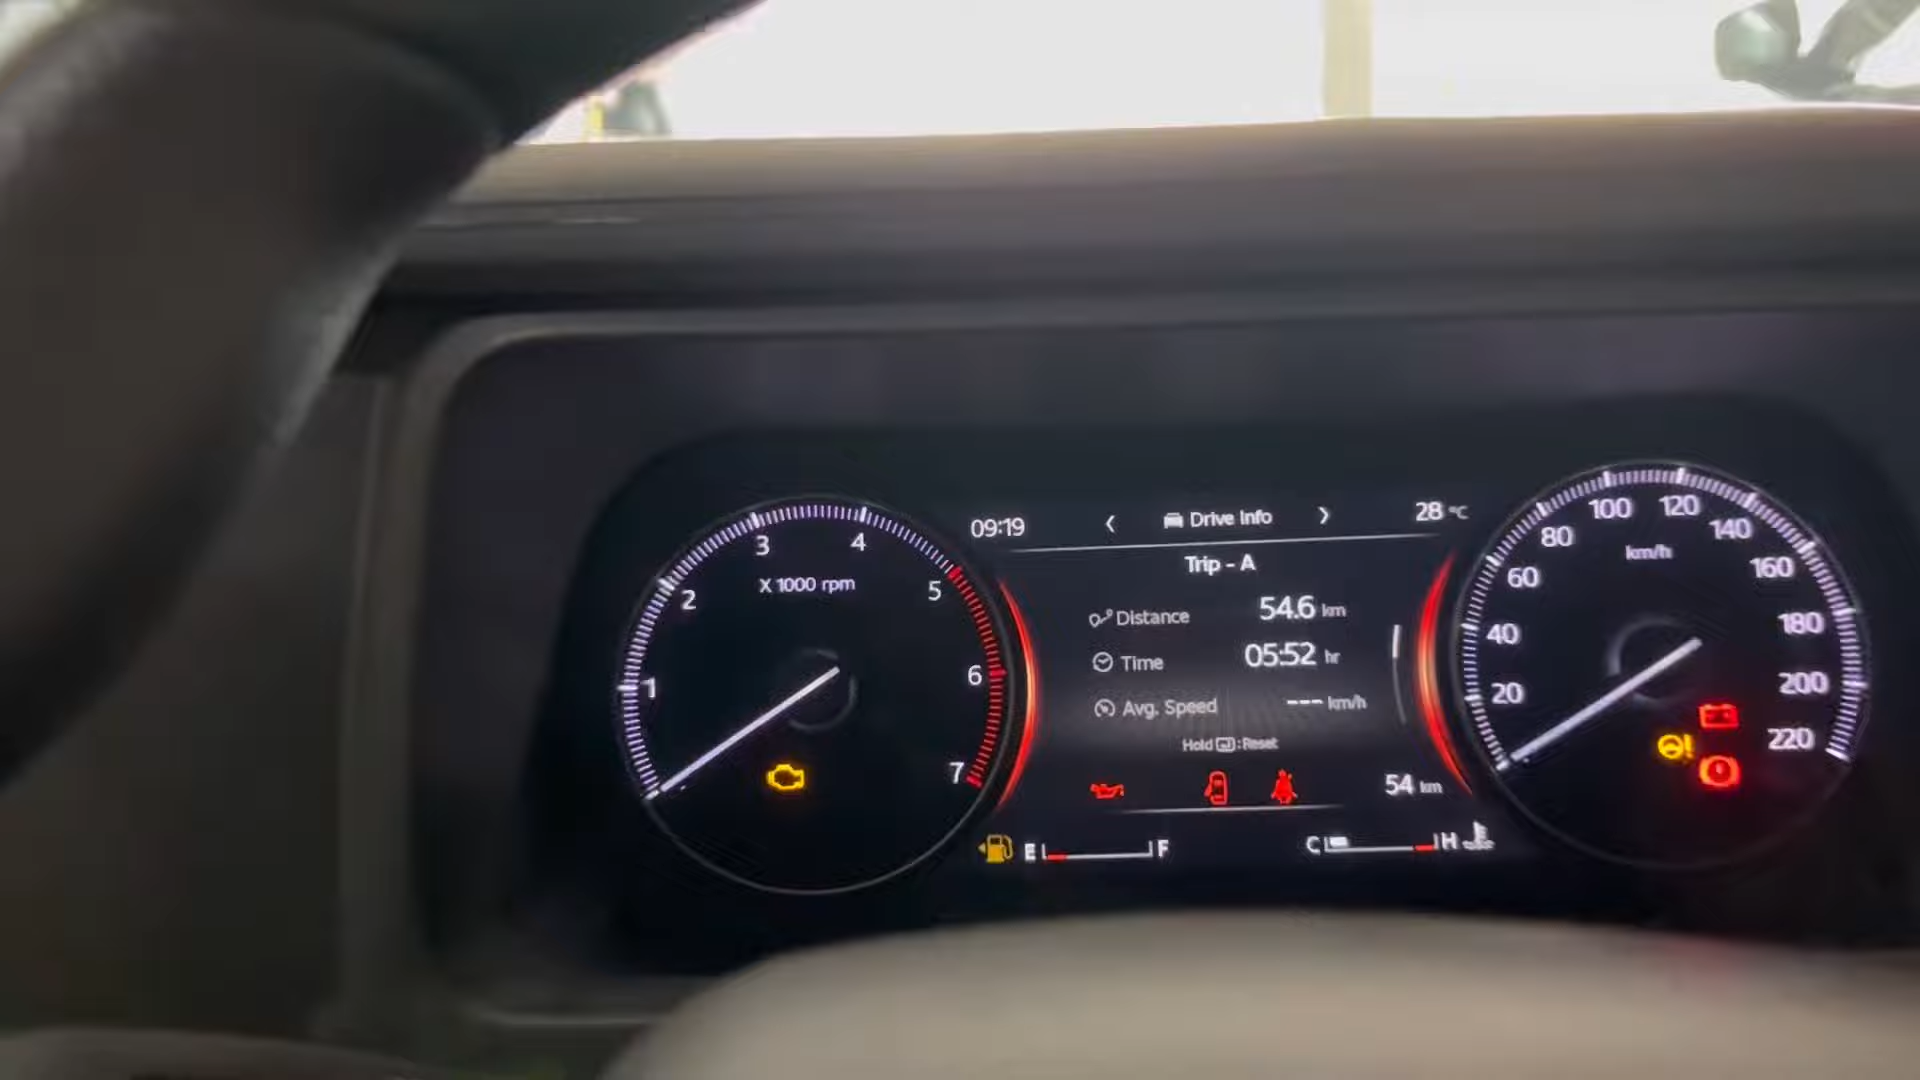 09:19
Drive Info
28 °C
Trip - A
Distance 54.6 km
Time 05:52 hr
Avg. Speed --- km/h
Hold : Reset
54 km
E F
C H
1
2
3
4
5
6
7
X 1000 rpm
20
40
60
80
100
120
140
160
180
200
220
km/h